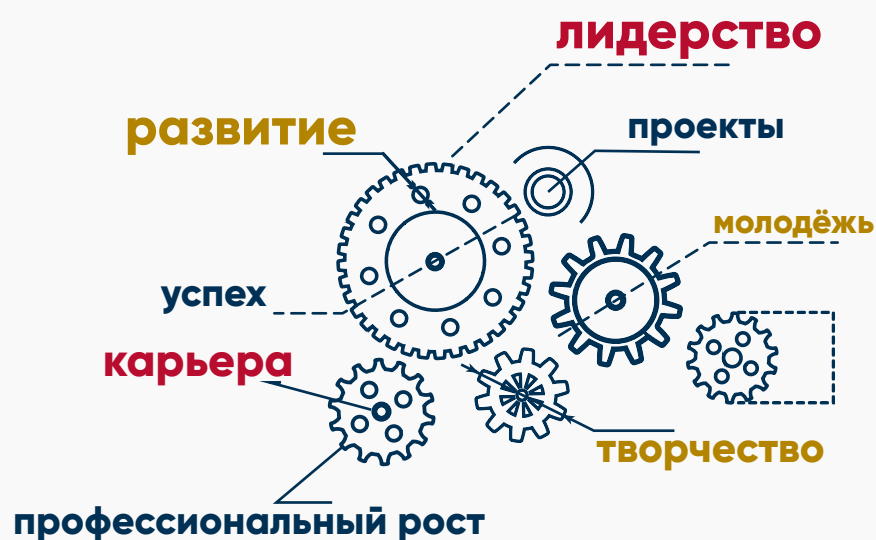 лидерство
развитие
проекты
молодёжь
успех
карьера
творчество
профессиональный рост